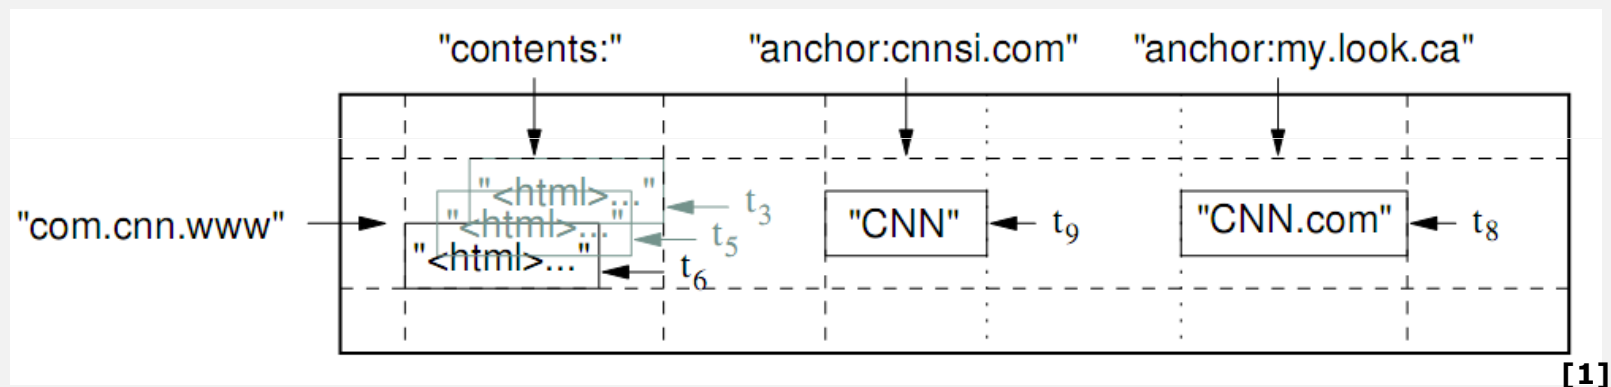 "contents:" "anchor:cnnsi.com" "anchor:my.look.ca"
"<html>..." t3
"com.cnn.www" "<html>..." t5 "CNN" t9 "CNN.com" t8
"<html>..." t6
[1]